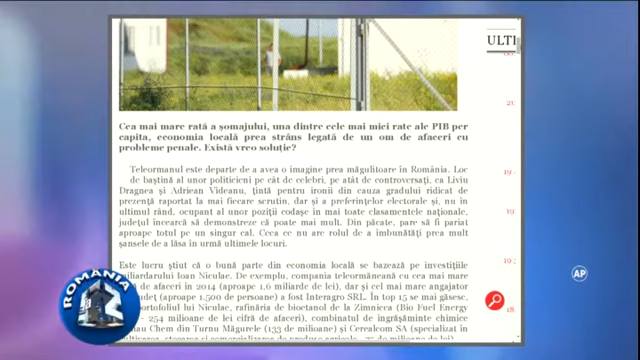 ULTI
Cea mai mare rată a șomajului, una dintre cele mai mici rate ale PIB per
capita, economia locală prea strâns legată de un om de afaceri cu
probleme penale. Există vreo soluție?
Teleormanul este departe de a avea o imagine prea măgulitoare în România. Loc
de baștină al unor politicieni pe cât de celebri, pe atât de controversați, ca Liviu
Dragnea și Adriean Videanu, țintă pentru ironii din cauza gradului ridicat de
prezență raportat la mai fiecare scrutin, dar și a preferințelor electorale și, nu în
ultimul rând, ocupant al unor poziții codașe în mai toate clasamentele naționale,
județul încearcă să demonstreze că poate mai mult. Din păcate, pare să fi pariat
aproape totul pe un singur cal. Ceea ce nu are rolul de a îmbunătăți prea mult
șansele de a lăsa în urmă ultimele locuri.
Este lucru știut că o bună parte din economia locală se bazează pe investițiile
miliardarului Ioan Niculae. De exemplu, compania teleormăneană cu cea mai mare
de afaceri în 2014 (aproape 1,6 miliarde de lei), dar și cel mai mare angajator
(aproape 1.500 de persoane) a fost Interagro SRL. În top 15 se mai găsesc,
portofoliul lui Niculae, rafinăria de bioetanol de la Zimnicea (Bio Fuel Energy
- 254 milioane de lei cifră de afaceri), combinatul de îngrășăminte chimice
Chem din Turnu Măgurele (133 de milioane) și Cerealcom SA (specializat în
19
19
18
AP
ROMANIA